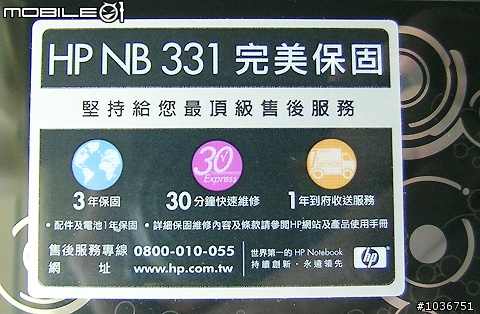 MOBILE01
HP NB 331 完美保固
堅持給您最頂級售後服務
30
Express
3年保固
30分鐘快速維修
1年到府收送服務
•配件及電池1年保固 •詳細保固維修內容及條款請參閱HP網站及產品使用手冊
售後服務專線 0800-010-055
網 址 www.hp.com.tw
世界第一的 HP Notebook
持續創新·永遠領先
hp
#1036751